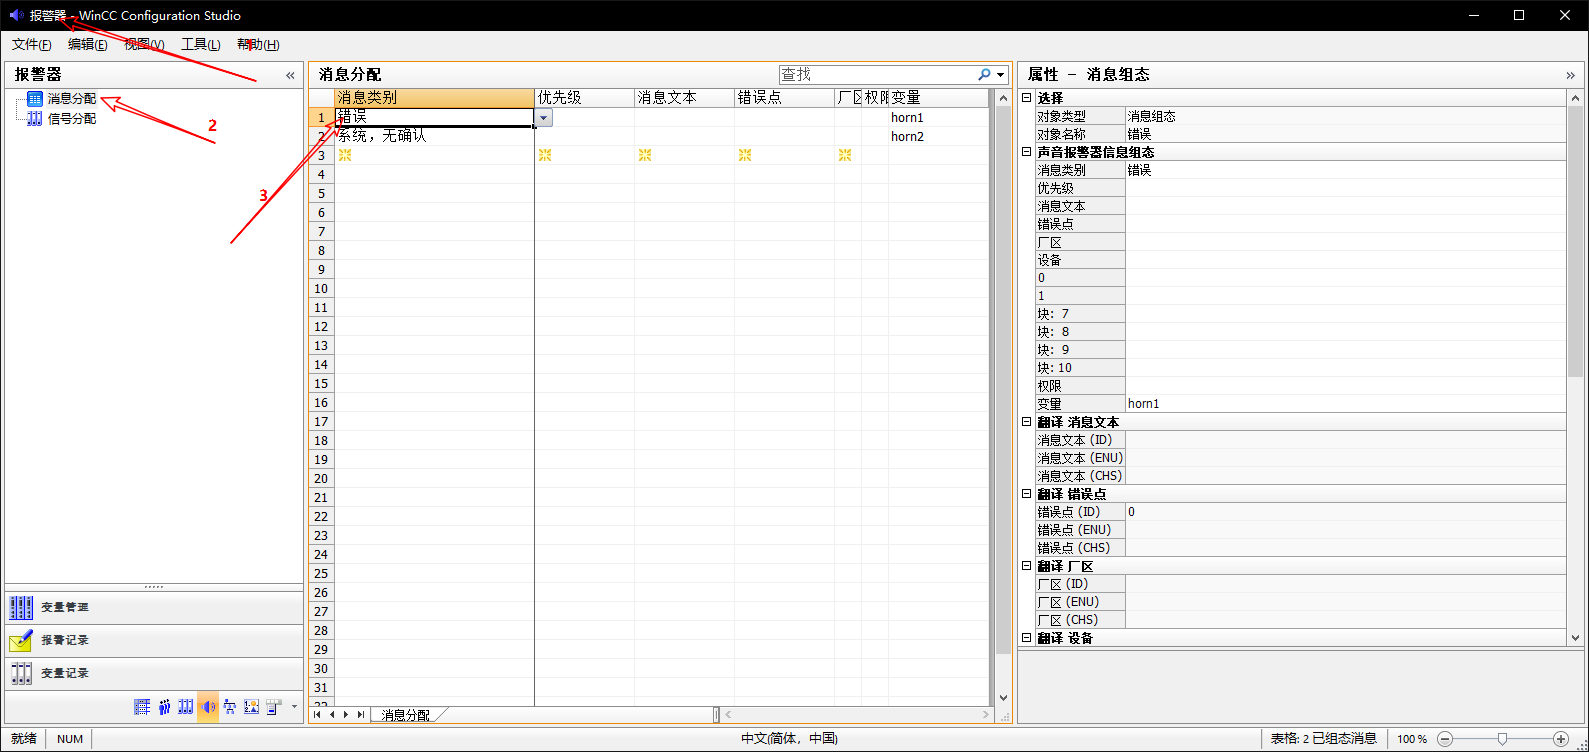 报警器 - WinCC Configuration Studio
文件(F) 编辑(E) 视图(V) 工具(L) 帮助(H)
1
报警器 «
消息分配
信号分配
2
3
变量管理
报警记录
变量记录
消息分配
查找
消息类别 优先级 消息文本 错误点 厂区 权限 变量
1 错误 horn1
2 系统，无确认 horn2
3
4
5
6
7
8
9
10
11
12
13
14
15
16
17
18
19
20
21
22
23
24
25
26
27
28
29
30
31
32
消息分配
属性 - 消息组态 »
选择
对象类型 消息组态
对象名称 错误
声音报警器信息组态
消息类别 错误
优先级
消息文本
错误点
厂区
设备
0
1
块: 7
块: 8
块: 9
块: 10
权限
变量 horn1
翻译 消息文本
消息文本 (ID)
消息文本 (ENU)
消息文本 (CHS)
翻译 错误点
错误点 (ID) 0
错误点 (ENU)
错误点 (CHS)
翻译 厂区
厂区 (ID)
厂区 (ENU)
厂区 (CHS)
翻译 设备
就绪 NUM 中文(简体，中国) 表格: 2 已组态消息 100 %